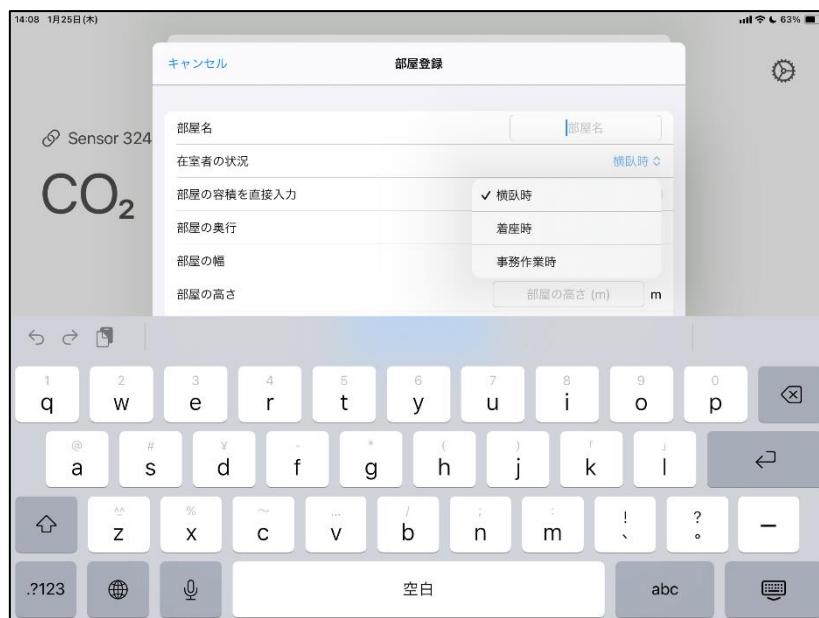 14:08 1月25日(木)
63%
キャンセル
部屋登録
部屋名
部屋名
Sensor 324
在室者の状況
横臥時
CO₂
部屋の容積を直接入力
✓ 横臥時
部屋の奥行
着座時
部屋の幅
事務作業時
部屋の高さ
部屋の高さ (m)
m
1 2 3 4 5 6 7 8 9 0
q w e r t y u i o p
@ # ¥ - * ( ) 「 」
a s d f g h j k l
^^ % 〜 … / ; : ! ?
z x c v b n m 、 。 ー
.?123
空白
abc